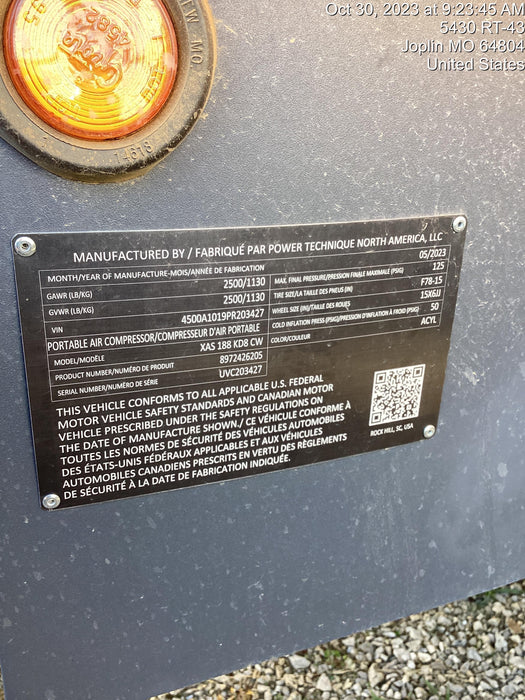 Oct 30, 2023 at 9:23:45 AM
5430 RT-43
Joplin MO 64804
United States
14618
MANUFACTURED BY / FABRIQUÉ PAR POWER TECHNIQUE NORTH AMERICA, LLC
MONTH/YEAR OF MANUFACTURE-MOIS/ANNÉE DE FABRICATION 05/2023
GAWR (LB/KG) 2500/1130 MAX. FINAL PRESSURE/PRESSION FINALE MAXIMALE (PSIG) 125
GVWR (LB/KG) 2500/1130 TIRE SIZE/LA TAILLE DES PNEUS (IN) F78-15
VIN 4500A1019PR203427 WHEEL SIZE (IN)/TAILLE DES ROUES 15X6JJ
PORTABLE AIR COMPRESSOR/COMPRESSEUR D'AIR PORTABLE COLD INFLATION PRESS (PSIG)/PRESSION D'INFLATION À FROID (PSIG) 50
MODEL/MODÈLE XAS 188 KD8 CW COLOR/COULEUR ACYL
PRODUCT NUMBER/NUMÉRO DE PRODUIT 8972426205
SERIAL NUMBER/NUMÉRO DE SÉRIE UVC203427
THIS VEHICLE CONFORMS TO ALL APPLICABLE U.S. FEDERAL
MOTOR VEHICLE SAFETY STANDARDS AND CANADIAN MOTOR
VEHICLE PRESCRIBED UNDER THE SAFETY REGULATIONS ON
THE DATE OF MANUFACTURE SHOWN./ CE VÉHICULE CONFORME À
TOUTES LES NORMES DE SÉCURITÉ DES VÉHICULES AUTOMOBILES
DES ÉTATS-UNIS FÉDÉRAUX APPLICABLES ET AUX VÉHICULES
AUTOMOBILES CANADIENS PRESCRITS EN VERTU DES RÈGLEMENTS
DE SÉCURITÉ À LA DATE DE FABRICATION INDIQUÉE.
ROCK HILL, SC, USA